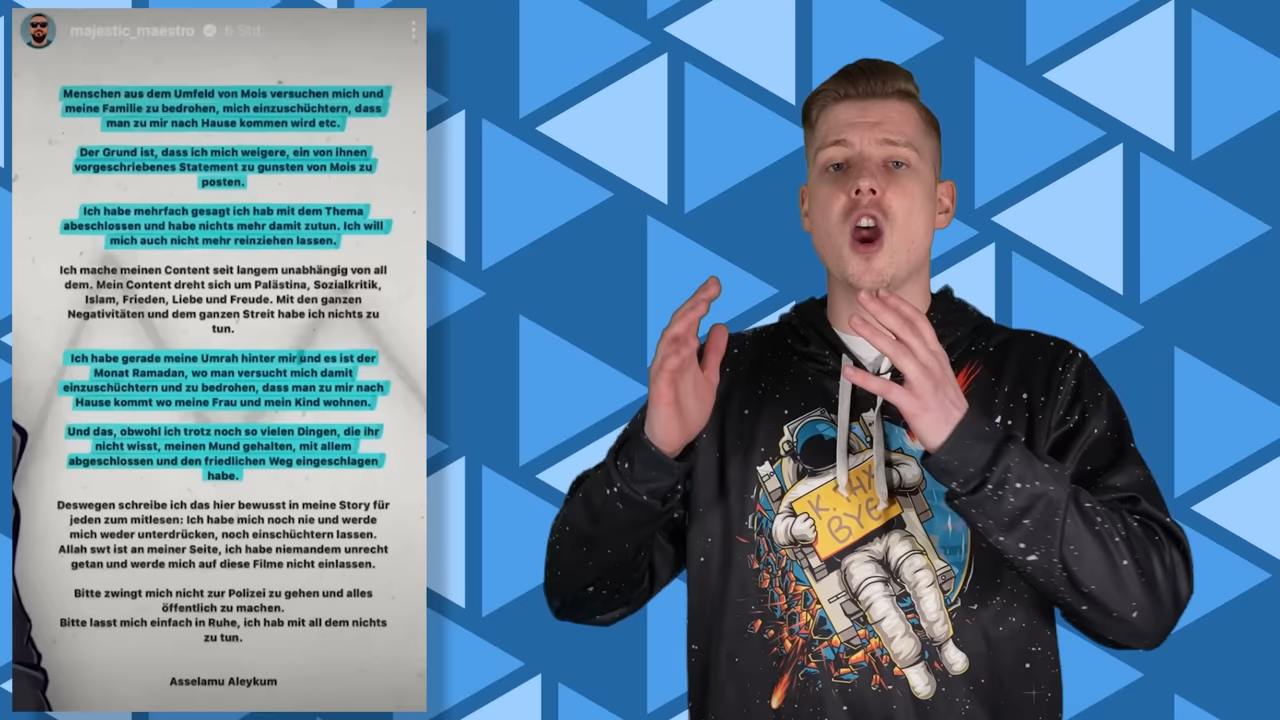 majestic_maestro 6 Std.
Menschen aus dem Umfeld von Mois versuchen mich und
meine Familie zu bedrohen, mich einzuschüchtern, dass
man zu mir nach Hause kommen wird etc.
Der Grund ist, dass ich mich weigere, ein von ihnen
vorgeschriebenes Statement zu gunsten von Mois zu
posten.
Ich habe mehrfach gesagt ich hab mit dem Thema
abeschlossen und habe nichts mehr damit zutun. Ich will
mich auch nicht mehr reinziehen lassen.
Ich mache meinen Content seit langem unabhängig von all
dem. Mein Content dreht sich um Palästina, Sozialkritik,
Islam, Frieden, Liebe und Freude. Mit den ganzen
Negativitäten und dem ganzen Streit habe ich nichts zu
tun.
Ich habe gerade meine Umrah hinter mir und es ist der
Monat Ramadan, wo man versucht mich damit
einzuschüchtern und zu bedrohen, dass man zu mir nach
Hause kommt wo meine Frau und mein Kind wohnen.
Und das, obwohl ich trotz noch so vielen Dingen, die ihr
nicht wisst, meinen Mund gehalten, mit allem
abgeschlossen und den friedlichen Weg eingeschlagen
habe.
Deswegen schreibe ich das hier bewusst in meine Story für
jeden zum mitlesen: Ich habe mich noch nie und werde
mich weder unterdrücken, noch einschüchtern lassen.
Allah swt ist an meiner Seite, ich habe niemandem unrecht
getan und werde mich auf diese Filme nicht einlassen.
Bitte zwingt mich nicht zur Polizei zu gehen und alles
öffentlich zu machen.
Bitte lasst mich einfach in Ruhe, ich hab mit all dem nichts
zu tun.
Asselamu Aleykum
K. THX
BYE